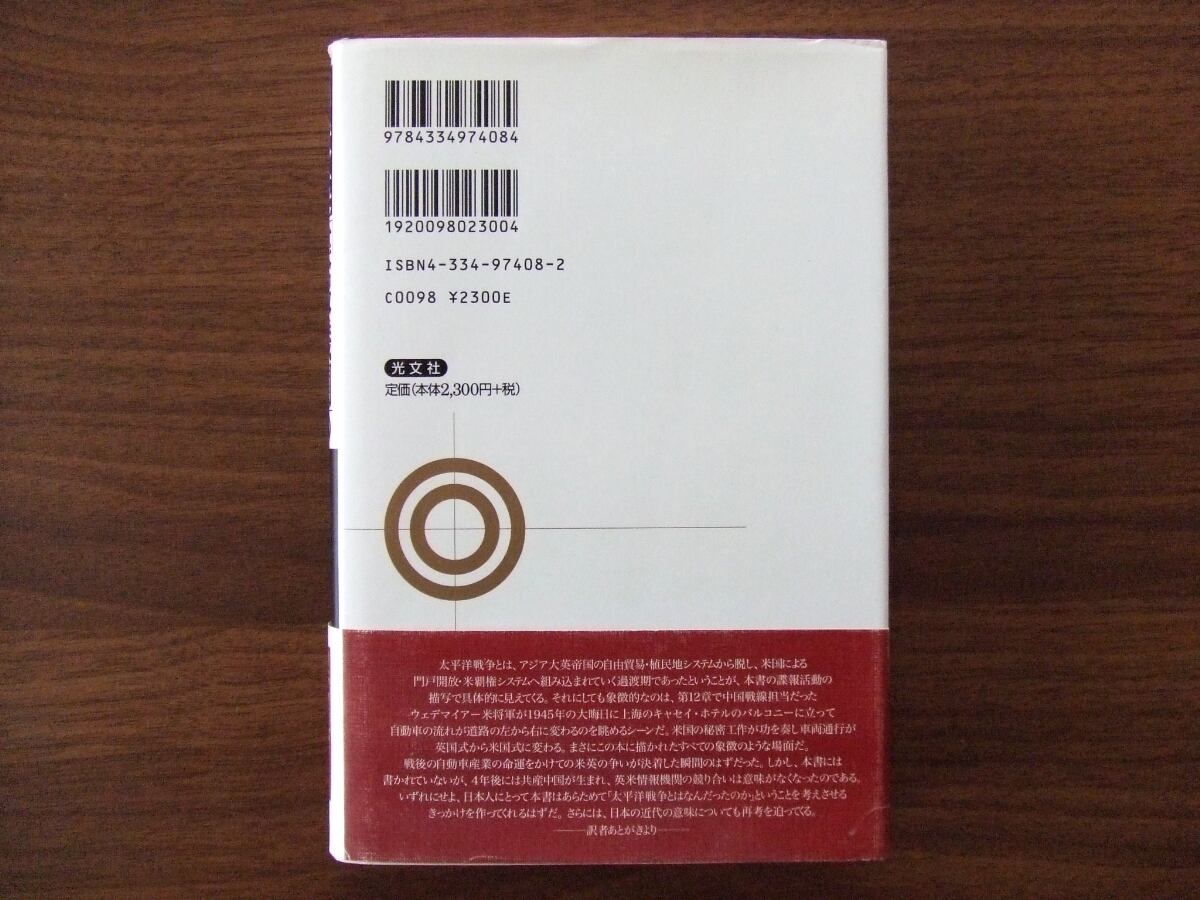 9784334974084
1920098023004
ISBN4-334-97408-2
C0098 ¥2300E
光文社
定価(本体2,300円+税)
太平洋戦争とは、アジア大英帝国の自由貿易・植民地システムから脱し、米国による
門戸開放・米覇権システムへ組み込まれていく過渡期であったということが、本書の諜報活動の
描写で具体的に見えてくる。それにしても象徴的なのは、第12章で中国戦線担当だった
ウェデマイアー米将軍が1945年の大晦日に上海のキャセイ・ホテルのバルコニーに立って
自動車の流れが道路の左から右に変わるのを眺めるシーンだ。米国の秘密工作が功を奏し車両通行が
英国式から米国式に変わる。まさにこの本に描かれたすべての象徴のような場面だ。
戦後の自動車産業の命運をかけての米英の争いが決着した瞬間のはずだった。しかし、本書には
書かれていないが、4年後には共産中国が生まれ、英米情報機関の競り合いは意味がなくなったのである。
いずれにせよ、日本人にとって本書はあらためて「太平洋戦争とはなんだったのか」ということを考えさせる
きっかけを作ってくれるはずだ。さらには、日本の近代の意味についても再考を迫ってくる。
――訳者あとがきより――